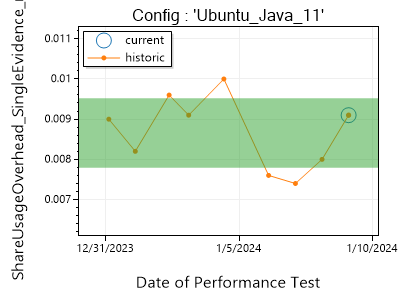 Config : 'Ubuntu_Java_11'
current
historic
0.011
0.01
0.009
0.008
0.007
12/31/2023
1/5/2024
1/10/2024
Date of Performance Test
ShareUsageOverhead_SingleEvidence_